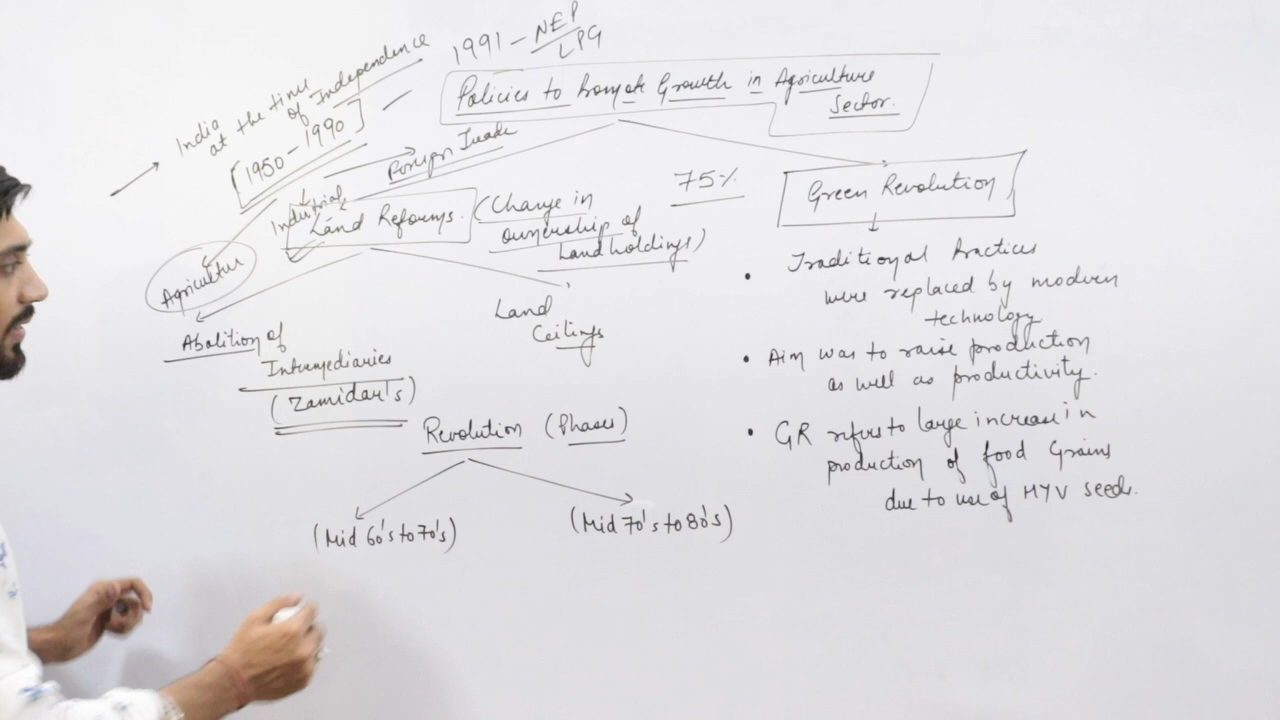 1991 - NEP
LPG
India
at the time
of Independence
[1950 - 1990]
Policies to Promote Growth in Agriculture
Sector.
Foreign Trade
Industrial
Agricultur
Land Reforms.
(Change in
ownership of
Landholdings)
75%
Green Revolution
Abolition of
Intermediaries
(Zamidar's)
Land
Ceilings
• Traditional Practices
were replaced by modern
technology
• Aim was to raise production
as well as productivity.
• GR refers to large increase in
production of food Grains
due to use of HYV seeds.
Revolution (Phases)
(Mid 60's to 70's)
(Mid 70's to 80's)